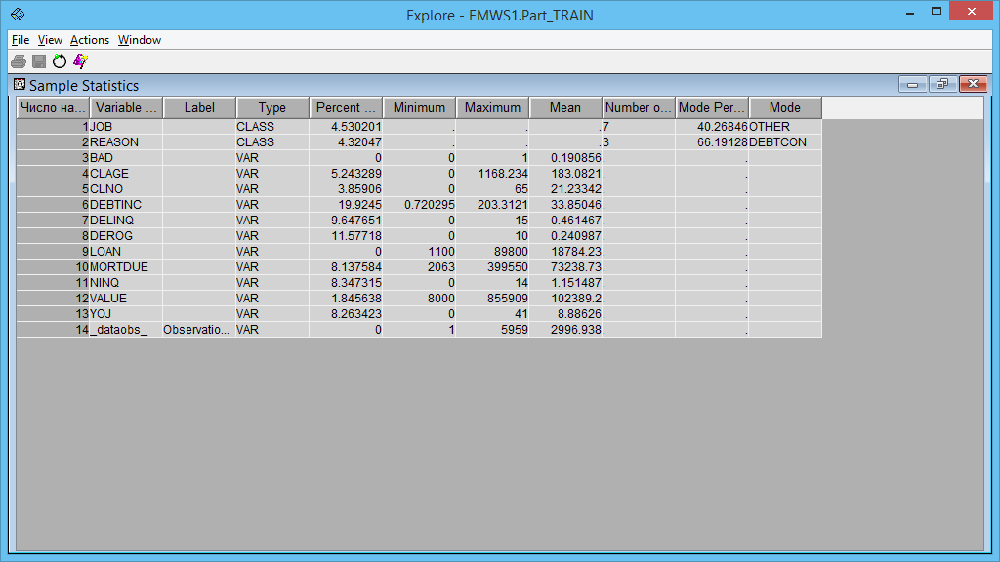 Explore - EMWS1.Part_TRAIN
File View Actions Window
Sample Statistics
Число на... Variable ... Label Type Percent ... Minimum Maximum Mean Number o... Mode Per... Mode
1 JOB CLASS 4.530201 . . . 7 40.26846 OTHER
2 REASON CLASS 4.32047 . . . 3 66.19128 DEBTCON
3 BAD VAR 0 0 1 0.190856 . .
4 CLAGE VAR 5.243289 0 1168.234 183.0821 . .
5 CLNO VAR 3.85906 0 65 21.23342 . .
6 DEBTINC VAR 19.9245 0.720295 203.3121 33.85046 . .
7 DELINQ VAR 9.647651 0 15 0.461467 . .
8 DEROG VAR 11.57718 0 10 0.240987 . .
9 LOAN VAR 0 1100 89800 18784.23 . .
10 MORTDUE VAR 8.137584 2063 399550 73238.73 . .
11 NINQ VAR 8.347315 0 14 1.151487 . .
12 VALUE VAR 1.845638 8000 855909 102389.2 . .
13 YOJ VAR 8.263423 0 41 8.88626 . .
14 _dataobs_ Observatio... VAR 0 1 5959 2996.938 . .